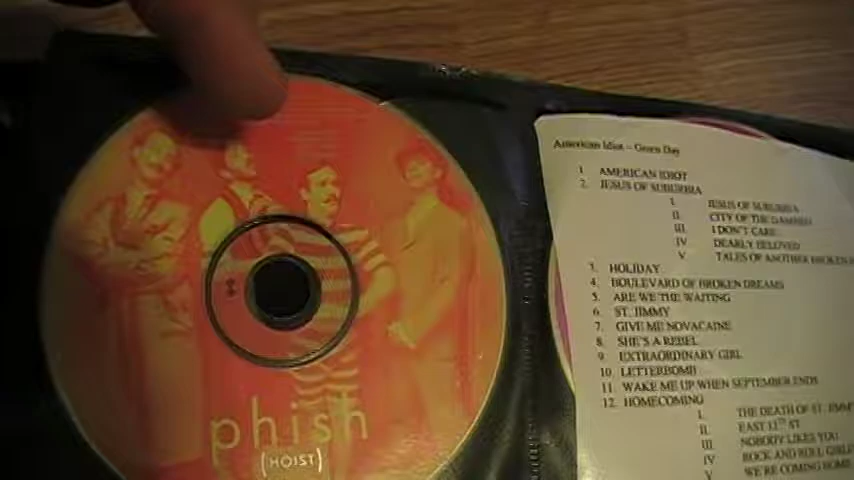 phish
(HOIST)
American Idiot – Green Day
1. AMERICAN IDIOT
2. JESUS OF SUBURBIA
I. JESUS OF SUBURBIA
II. CITY OF THE DAMNED
III. I DON'T CARE
IV DEARLY BELOVED
V TALES OF ANOTHER BROKEN
3. HOLIDAY
4. BOULEVARD OF BROKEN DREAMS
5. ARE WE THE WAITING
6. ST. JIMMY
7. GIVE ME NOVACAINE
8. SHE'S A REBEL
9. EXTRAORDINARY GIRL
10. LETTERBOMB
11. WAKE ME UP WHEN SEPTEMBER ENDS
12. HOMECOMING
I. THE DEATH OF ST. JIMMY
II. EAST 12TH ST
III. NOBODY LIKES YOU
IV ROCK AND ROLL GIRL
V WE'RE COMING HOME